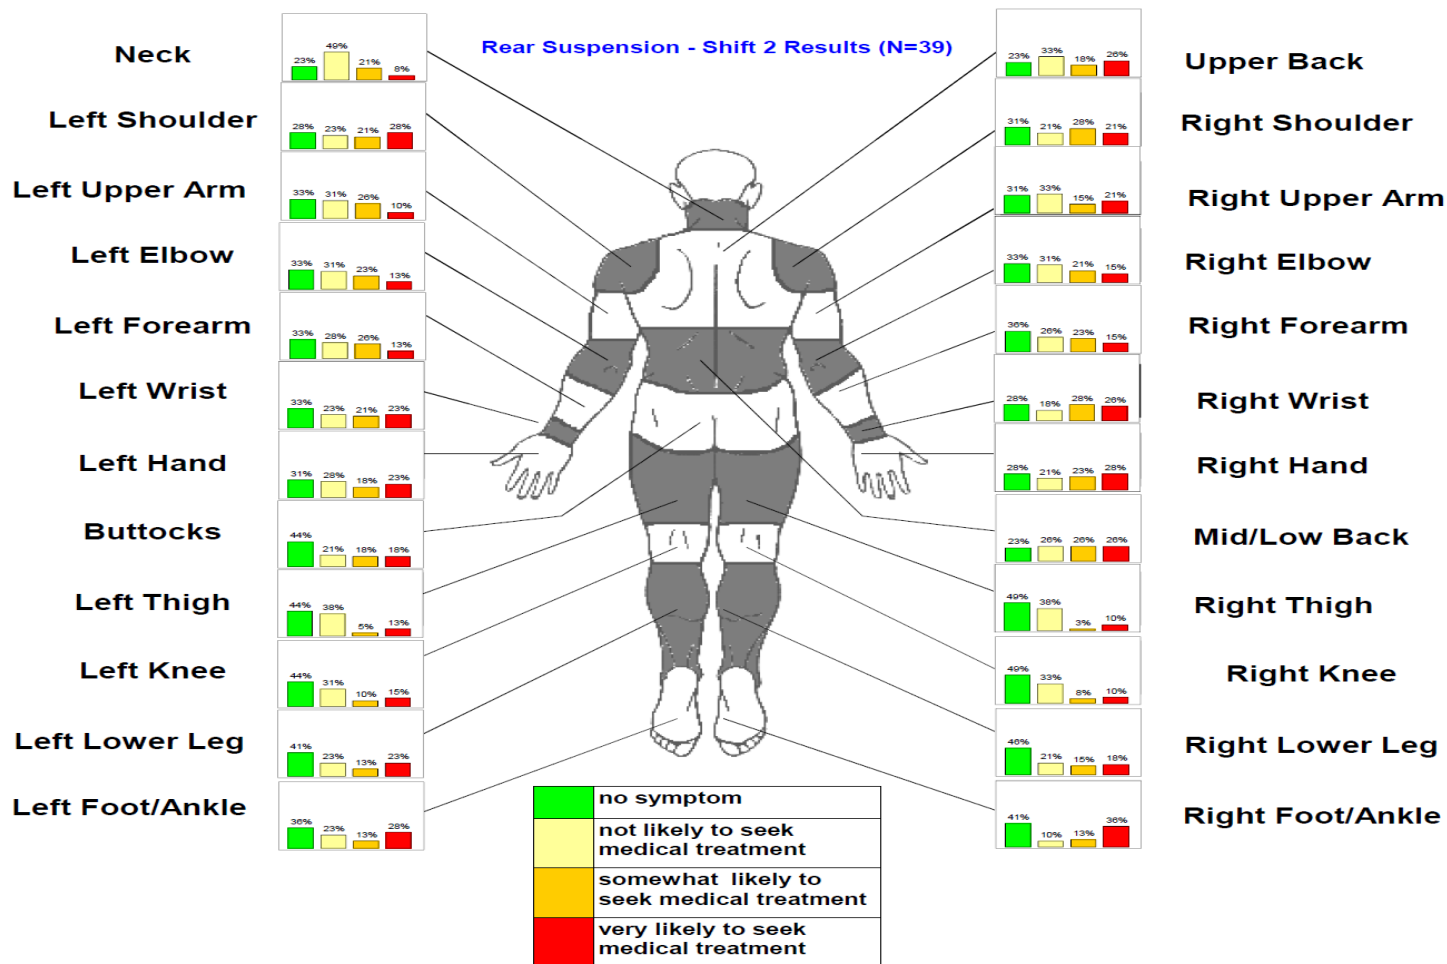 Rear Suspension - Shift 2 Results (N=39)
Neck
23% 49% 21% 8%
Left Shoulder
28% 23% 21% 28%
Left Upper Arm
33% 31% 26% 10%
Left Elbow
33% 31% 23% 13%
Left Forearm
33% 28% 26% 13%
Left Wrist
33% 23% 21% 23%
Left Hand
31% 28% 18% 23%
Buttocks
44% 21% 18% 18%
Left Thigh
44% 38% 5% 13%
Left Knee
44% 31% 10% 15%
Left Lower Leg
41% 23% 13% 23%
Left Foot/Ankle
36% 23% 13% 28%
23% 33% 18% 26%
Upper Back
31% 21% 28% 21%
Right Shoulder
31% 33% 15% 21%
Right Upper Arm
33% 31% 21% 15%
Right Elbow
36% 26% 23% 15%
Right Forearm
28% 18% 28% 26%
Right Wrist
28% 21% 23% 28%
Right Hand
23% 26% 26% 26%
Mid/Low Back
49% 38% 3% 10%
Right Thigh
49% 33% 8% 10%
Right Knee
46% 21% 15% 18%
Right Lower Leg
41% 10% 13% 36%
Right Foot/Ankle
no symptom
not likely to seek
medical treatment
somewhat likely to
seek medical treatment
very likely to seek
medical treatment